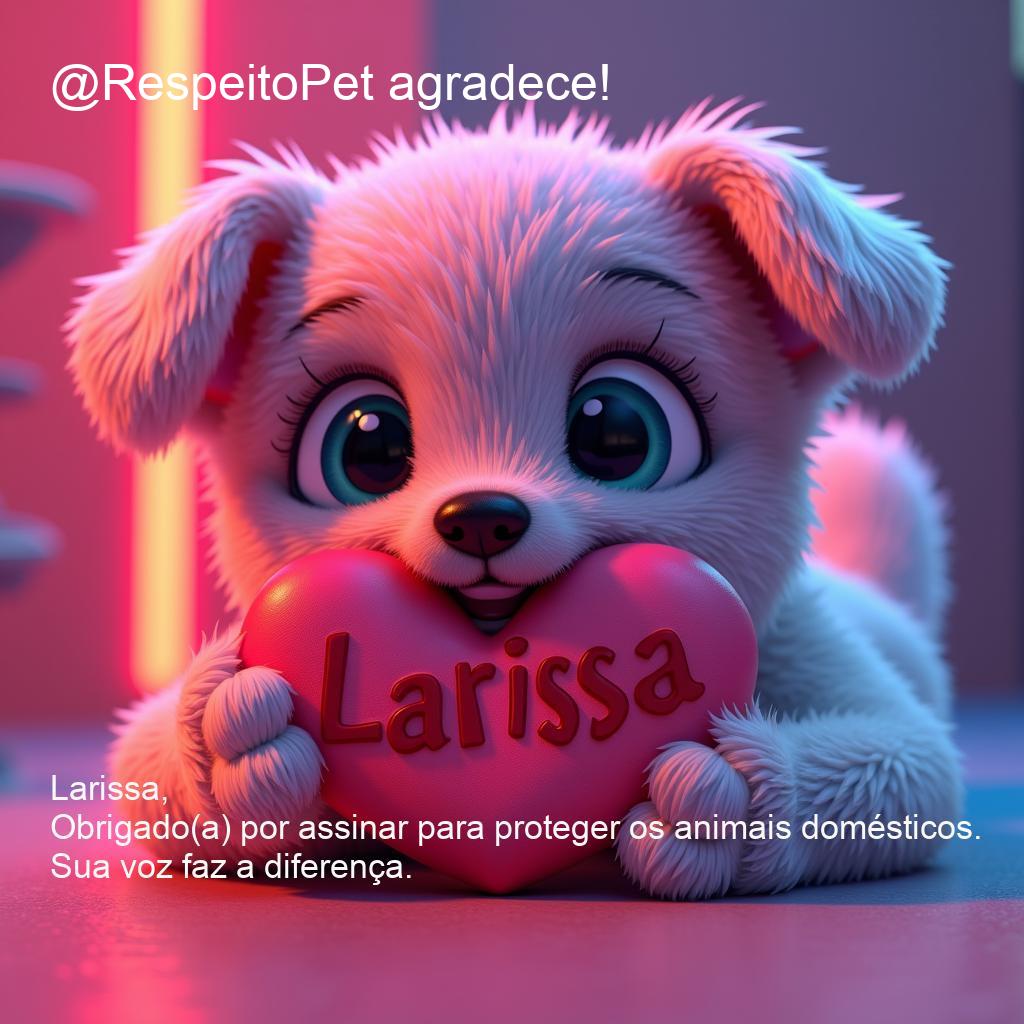 @RespeitoPet agradece!
Larissa
Larissa,
Obrigado(a) por assinar para proteger os animais domésticos.
Sua voz faz a diferença.